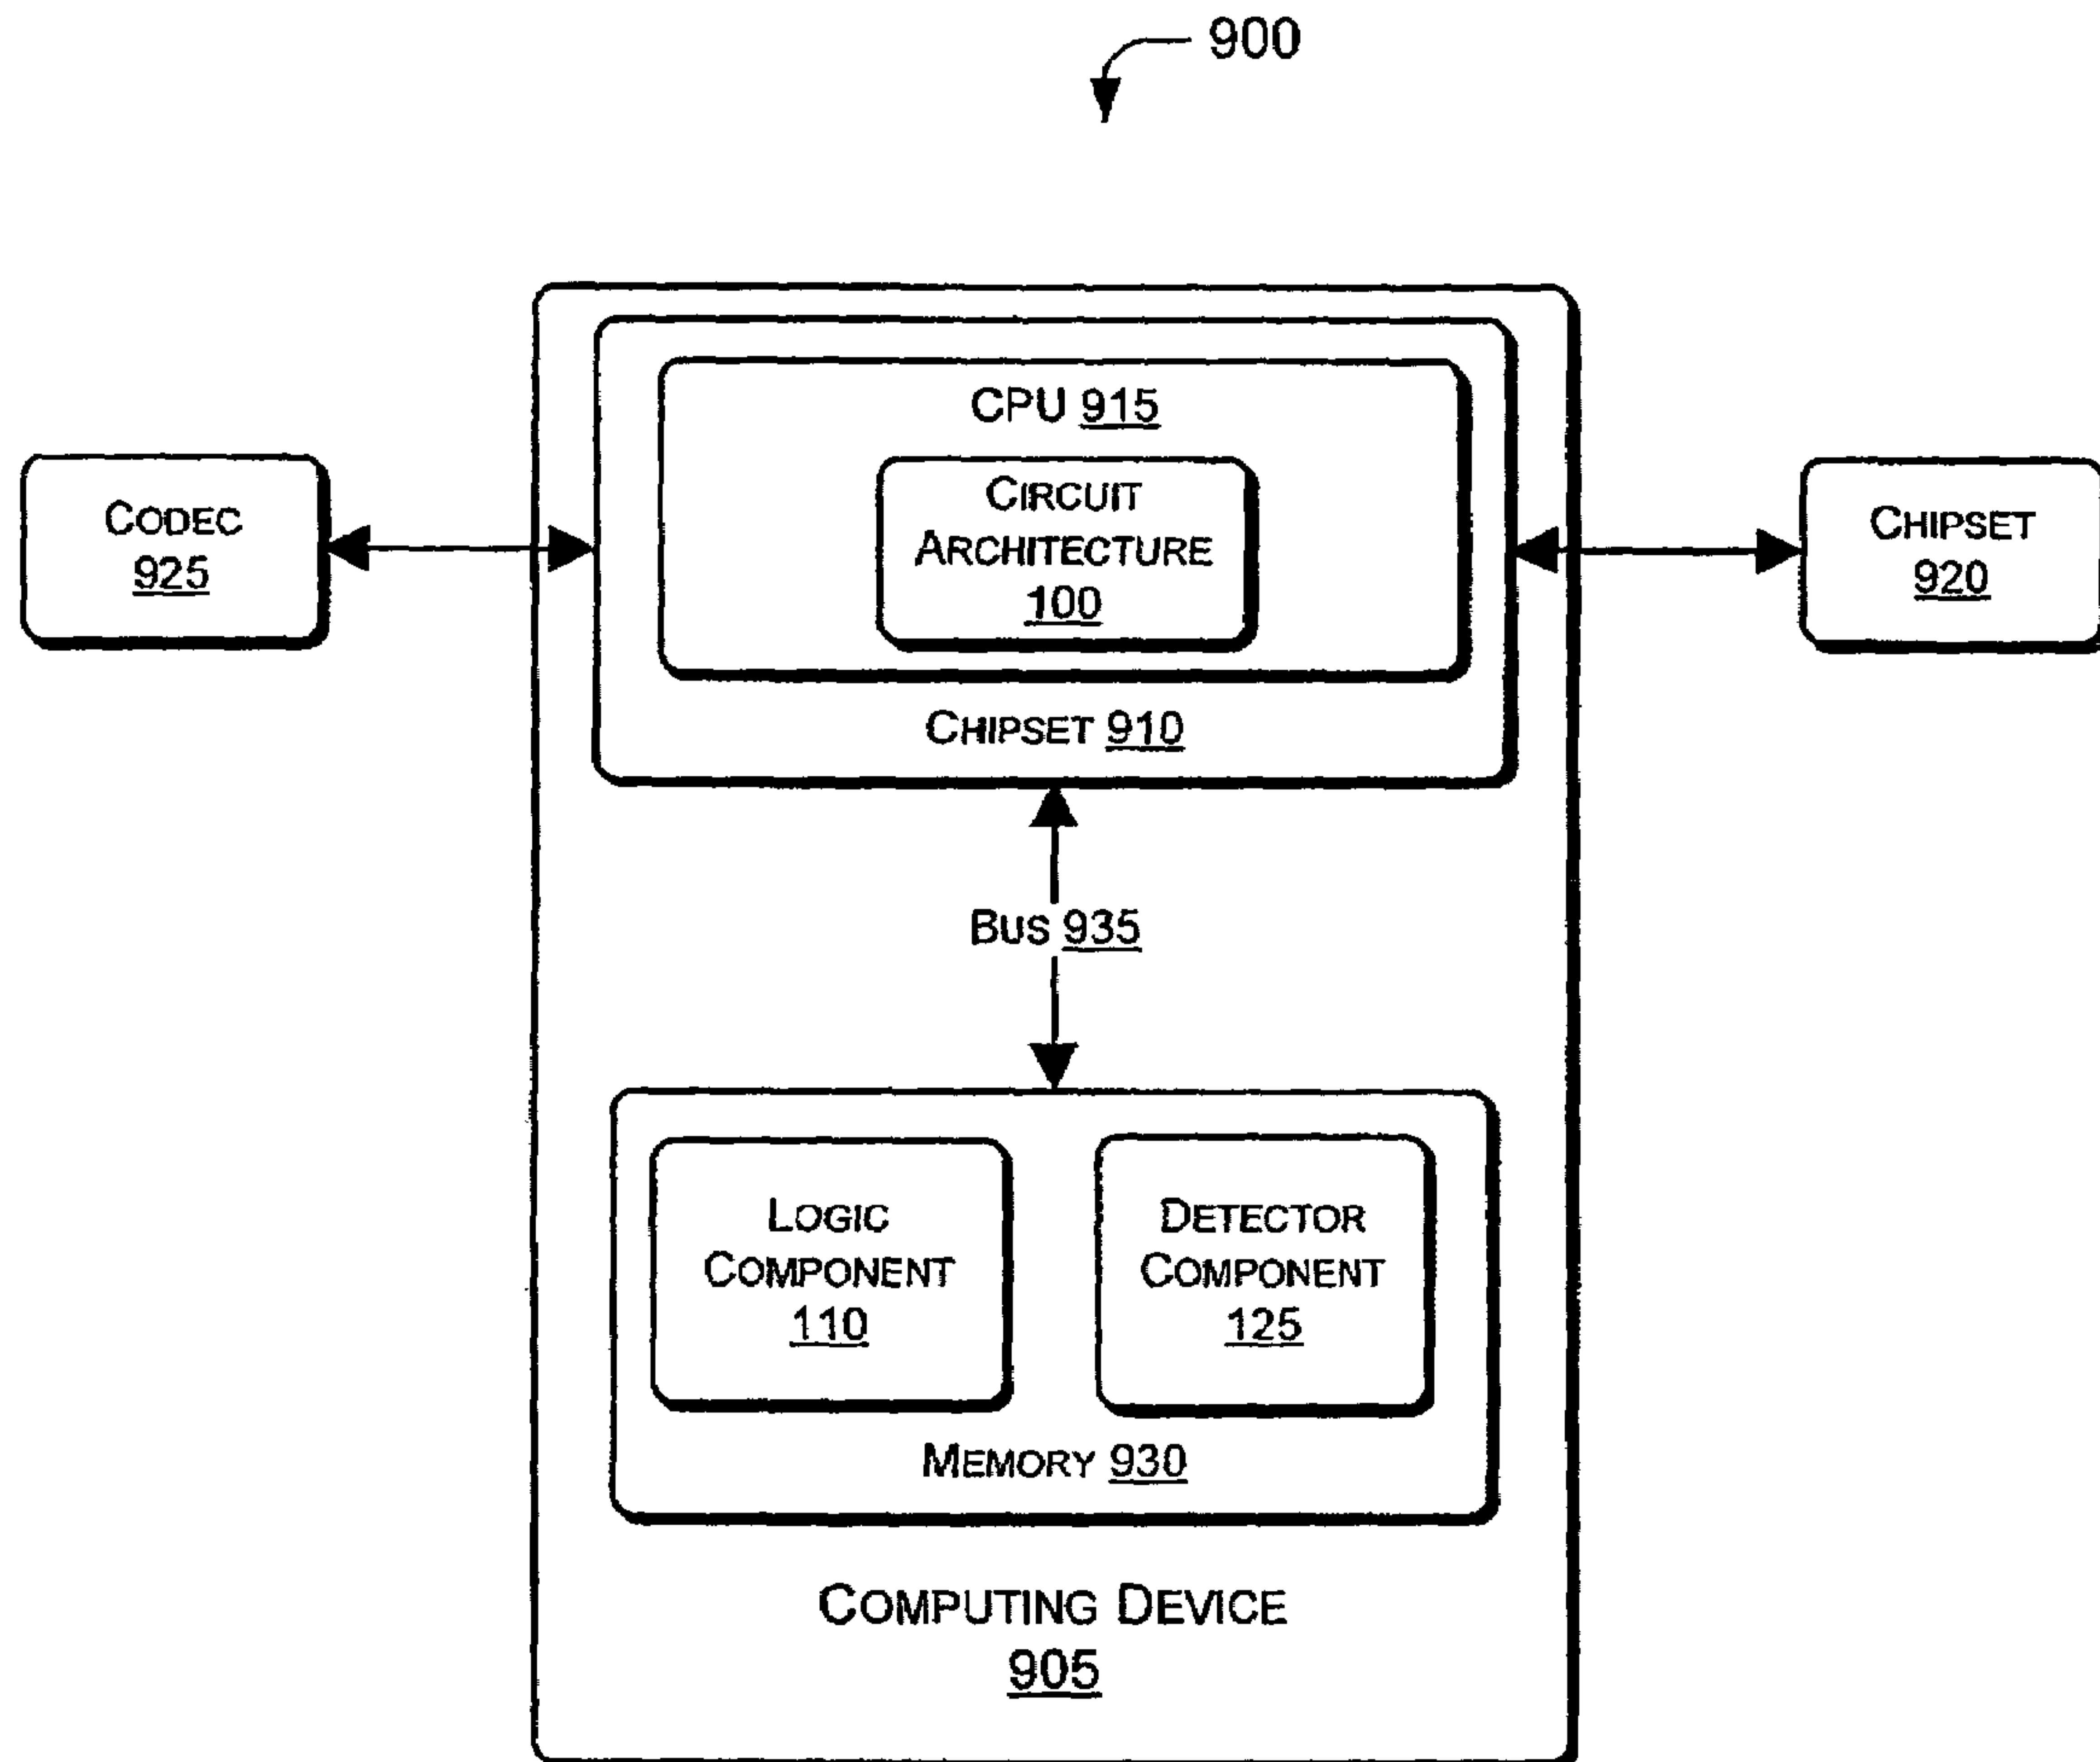 900
CPU 915
CIRCUIT
ARCHITECTURE
100
CHIPSET 910
CODEC
925
CHIPSET
920
BUS 935
LOGIC
COMPONENT
110
DETECTOR
COMPONENT
125
MEMORY 930
COMPUTING DEVICE
905